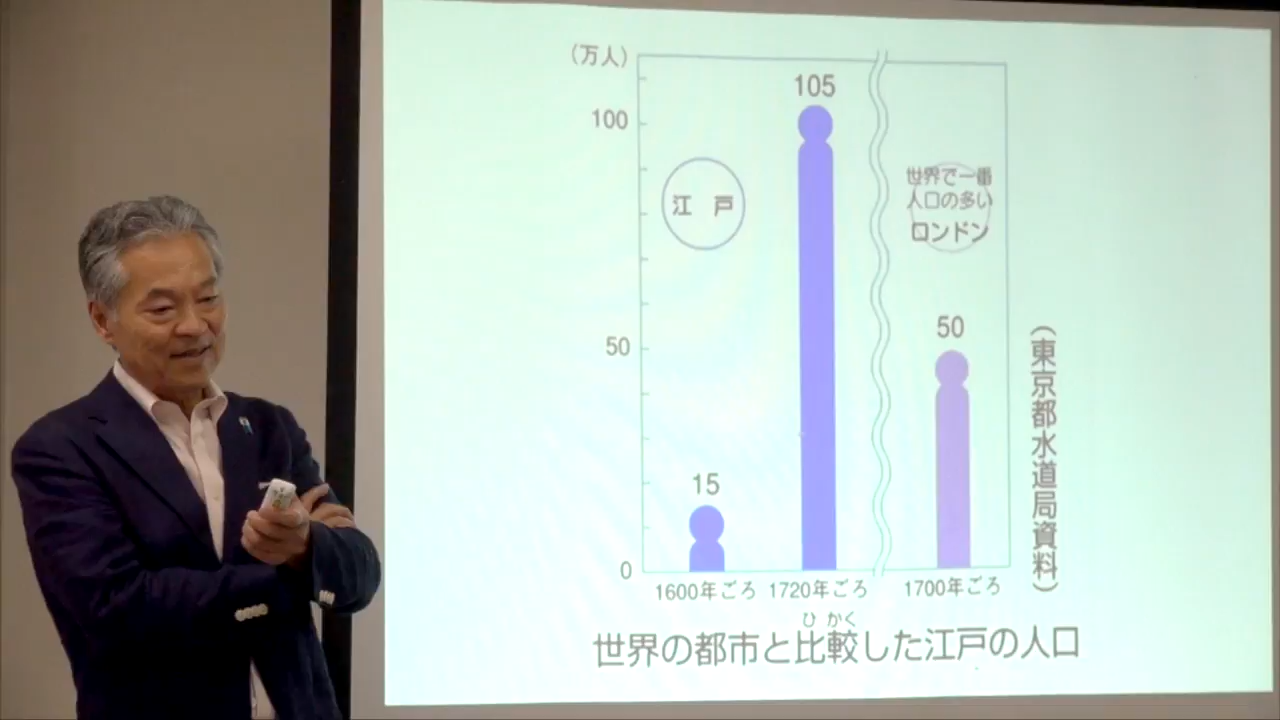 (万人)
105
100
江 戸
世界で一番
人口の多い
ロンドン
50
50
15
0
1600年ごろ
1720年ごろ
1700年ごろ
(東京都水道局資料)
ひ かく
世界の都市と比較した江戸の人口